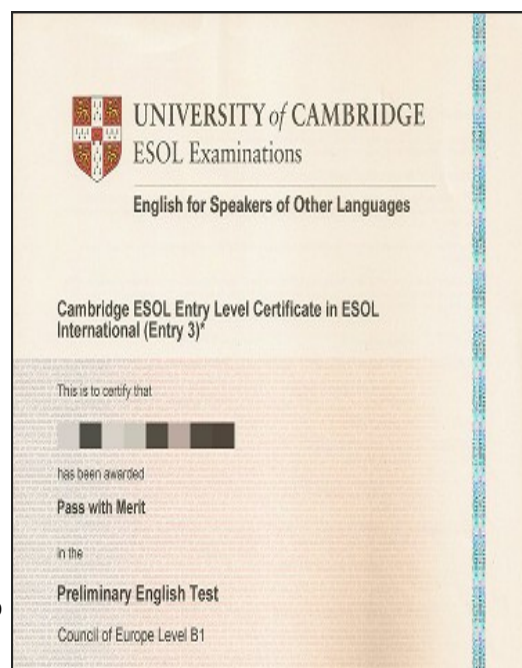 UNIVERSITY of CAMBRIDGE
ESOL Examinations
English for Speakers of Other Languages
Cambridge ESOL Entry Level Certificate in ESOL
International (Entry 3)*
This is to certify that
has been awarded
Pass with Merit
in the
Preliminary English Test
Council of Europe Level B1